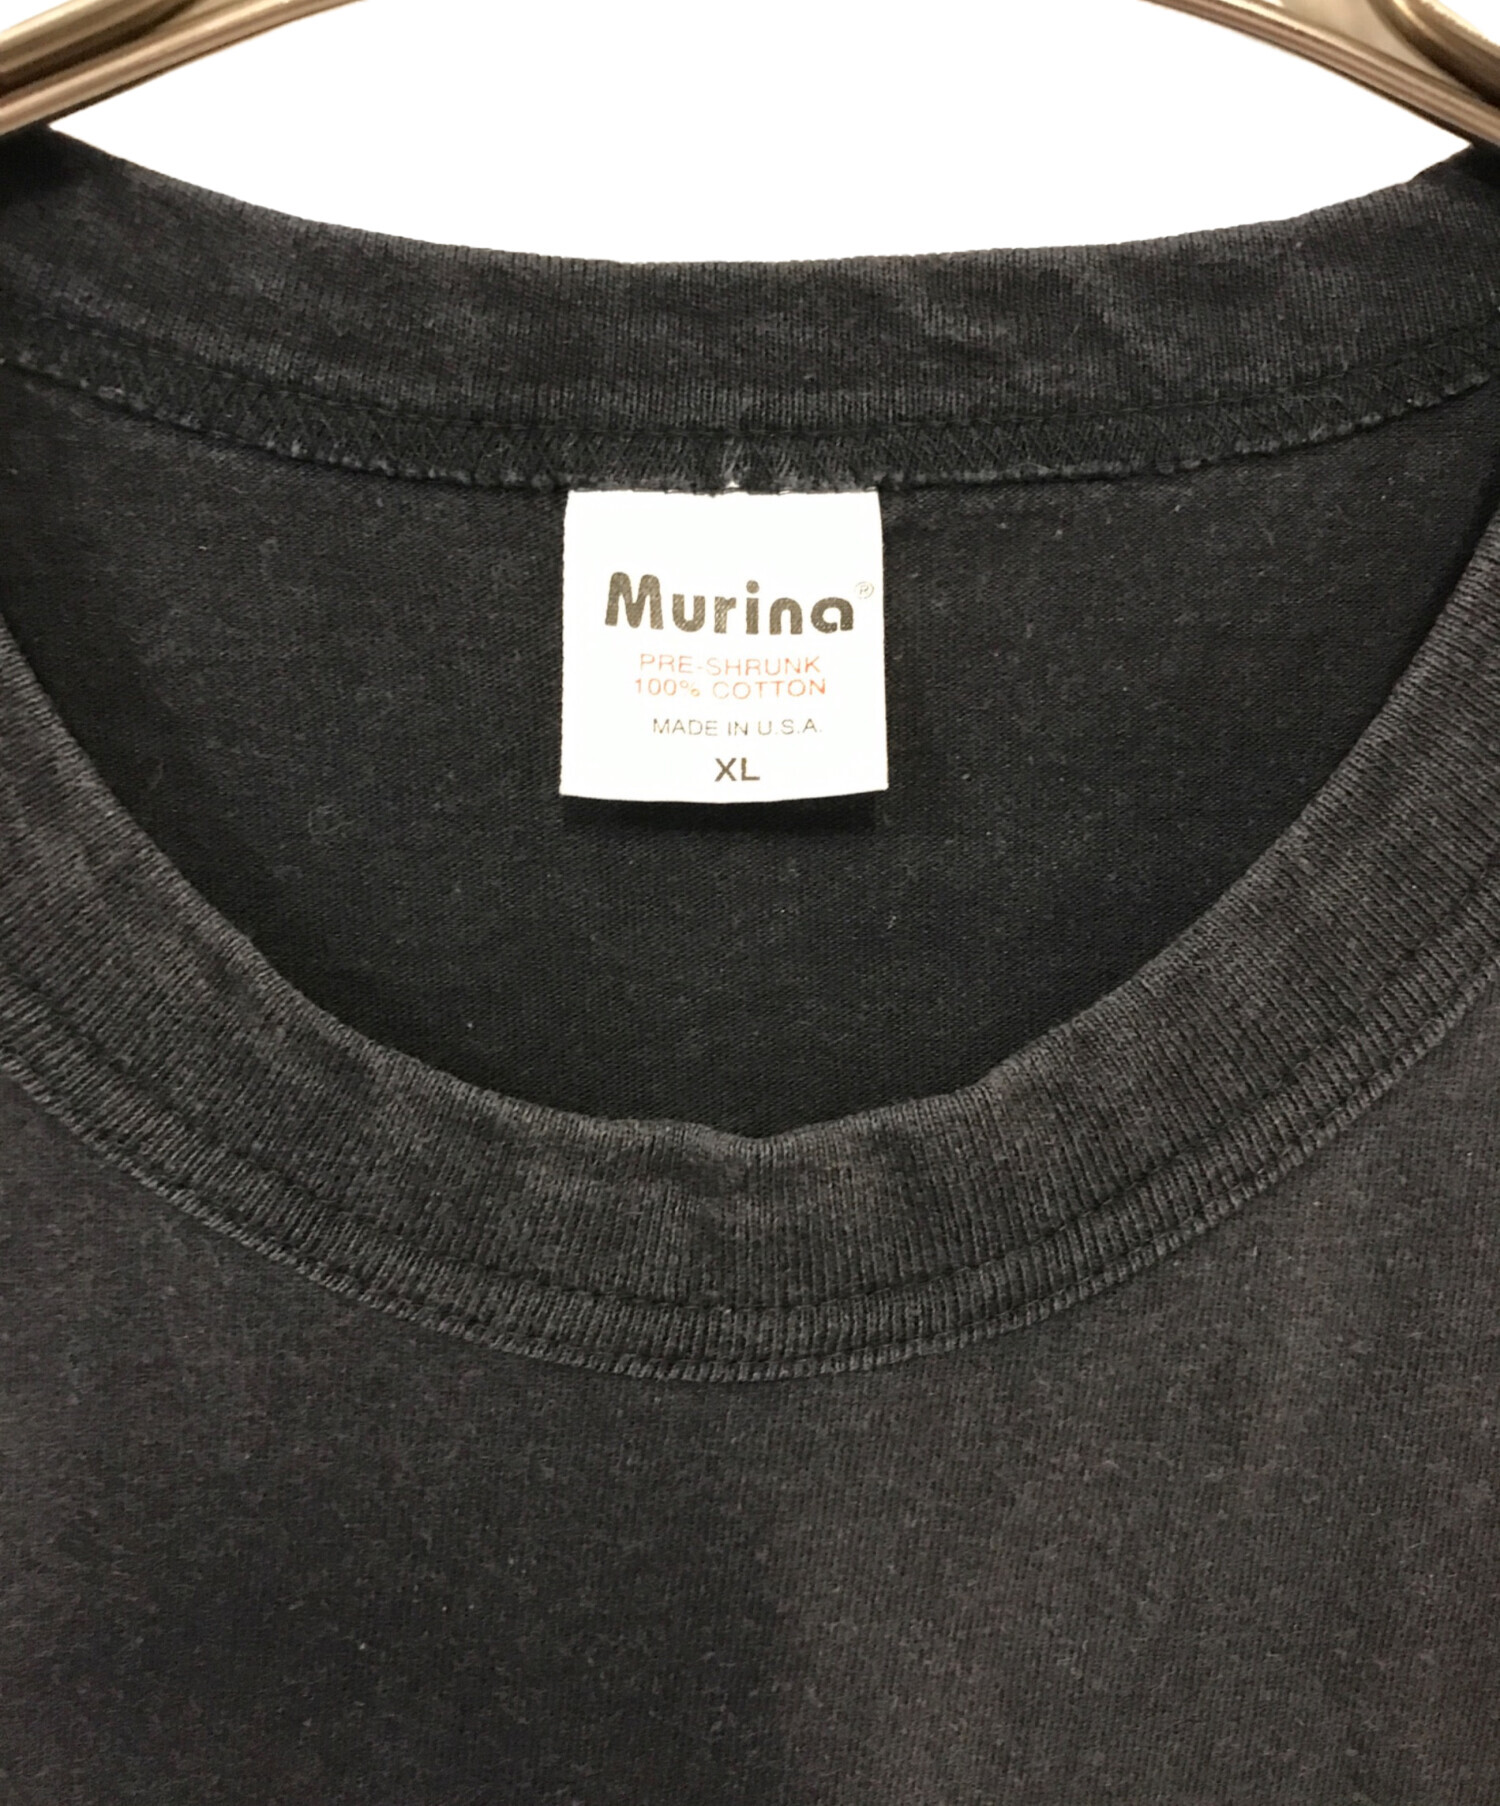 Murina®
PRE-SHRUNK
100% COTTON
MADE IN U.S.A.
XL